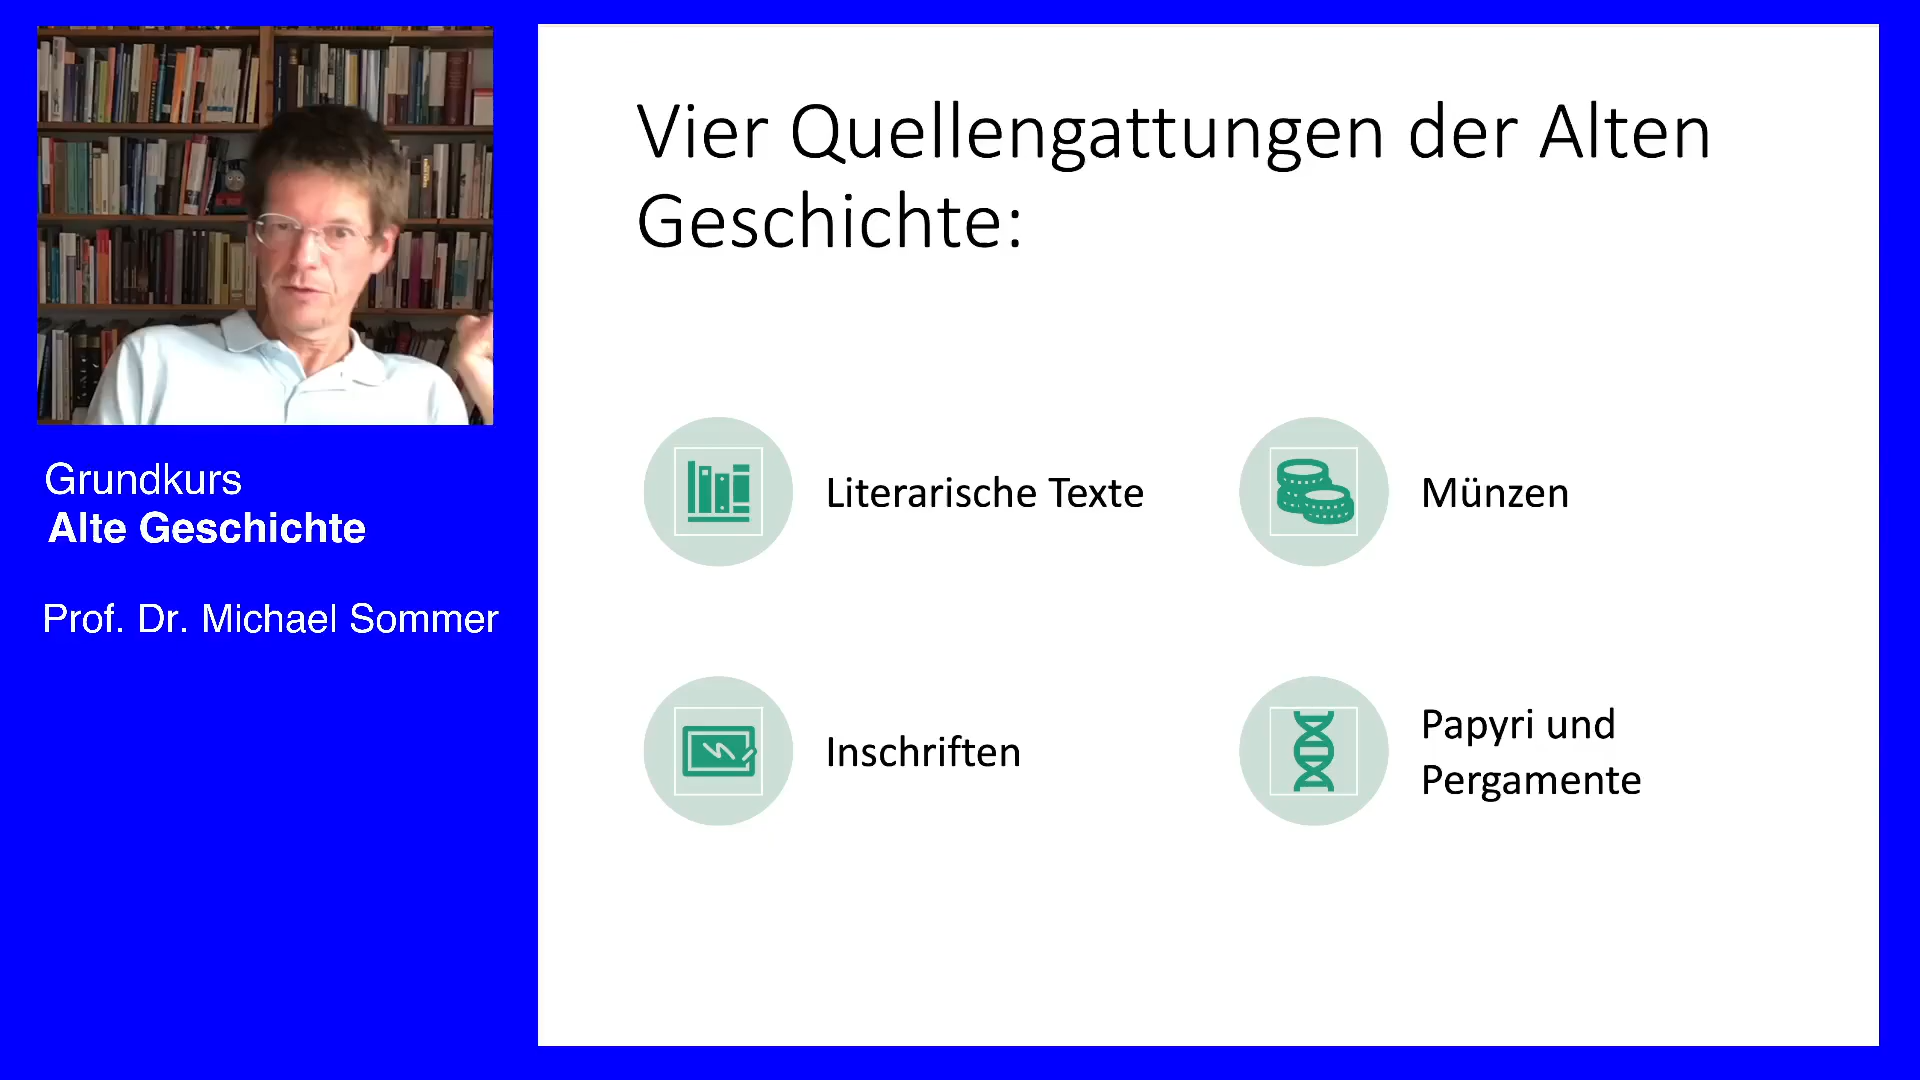 Grundkurs
Alte Geschichte
Prof. Dr. Michael Sommer
Vier Quellengattungen der Alten
Geschichte:
Literarische Texte
Münzen
Inschriften
Papyri und
Pergamente